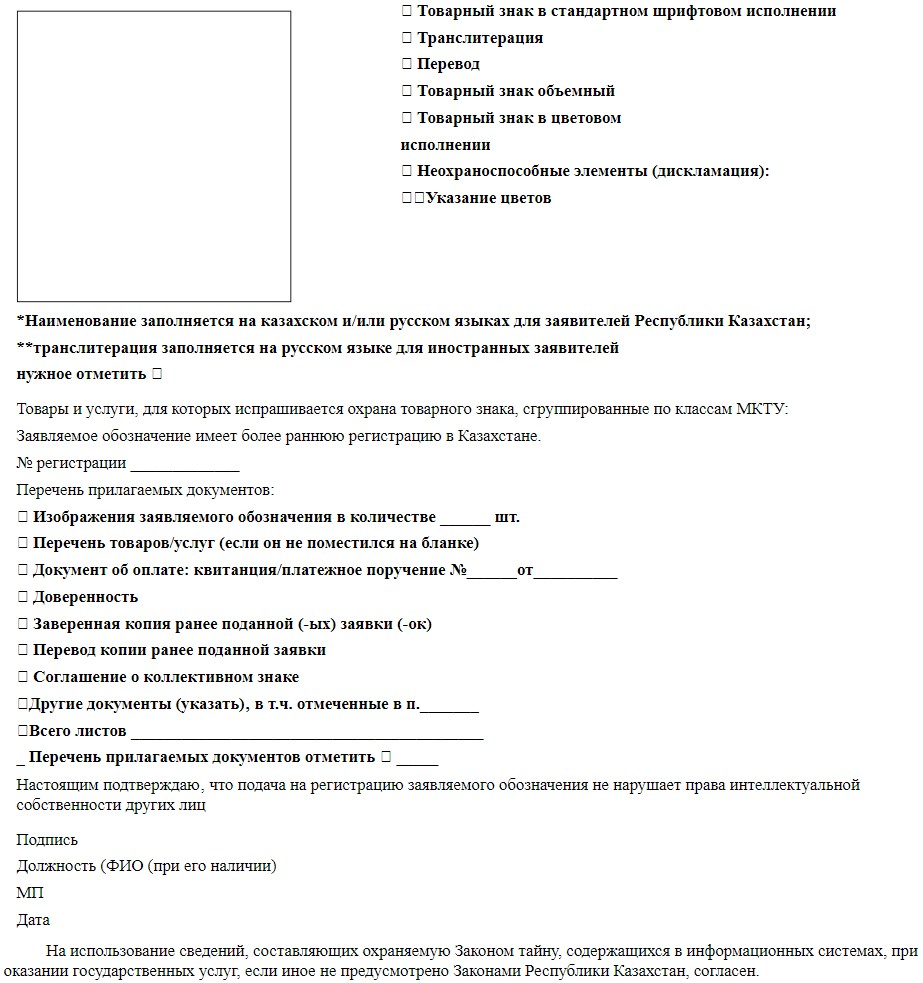 ☐ Товарный знак в стандартном шрифтовом исполнении
☐ Транслитерация
☐ Перевод
☐ Товарный знак объемный
☐ Товарный знак в цветовом
исполнении
☐ Неохраноспособные элементы (дискламация):
☐☐Указание цветов
*Наименование заполняется на казахском и/или русском языках для заявителей Республики Казахстан;
**транслитерация заполняется на русском языке для иностранных заявителей
нужное отметить ☐
Товары и услуги, для которых испрашивается охрана товарного знака, сгруппированные по классам МКТУ:
Заявляемое обозначение имеет более раннюю регистрацию в Казахстане.
№ регистрации _____________
Перечень прилагаемых документов:
☐ Изображения заявляемого обозначения в количестве ______ шт.
☐ Перечень товаров/услуг (если он не поместился на бланке)
☐ Документ об оплате: квитанция/платежное поручение №______от__________
☐ Доверенность
☐ Заверенная копия ранее поданной (-ых) заявки (-ок)
☐ Перевод копии ранее поданной заявки
☐ Соглашение о коллективном знаке
☐Другие документы (указать), в т.ч. отмеченные в п._______
☐Всего листов __________________________________________
_ Перечень прилагаемых документов отметить ☐ _____
Настоящим подтверждаю, что подача на регистрацию заявляемого обозначения не нарушает права интеллектуальной
собственности других лиц
Подпись
Должность (ФИО (при его наличии)
МП
Дата
На использование сведений, составляющих охраняемую Законом тайну, содержащихся в информационных системах, при
оказании государственных услуг, если иное не предусмотрено Законами Республики Казахстан, согласен.